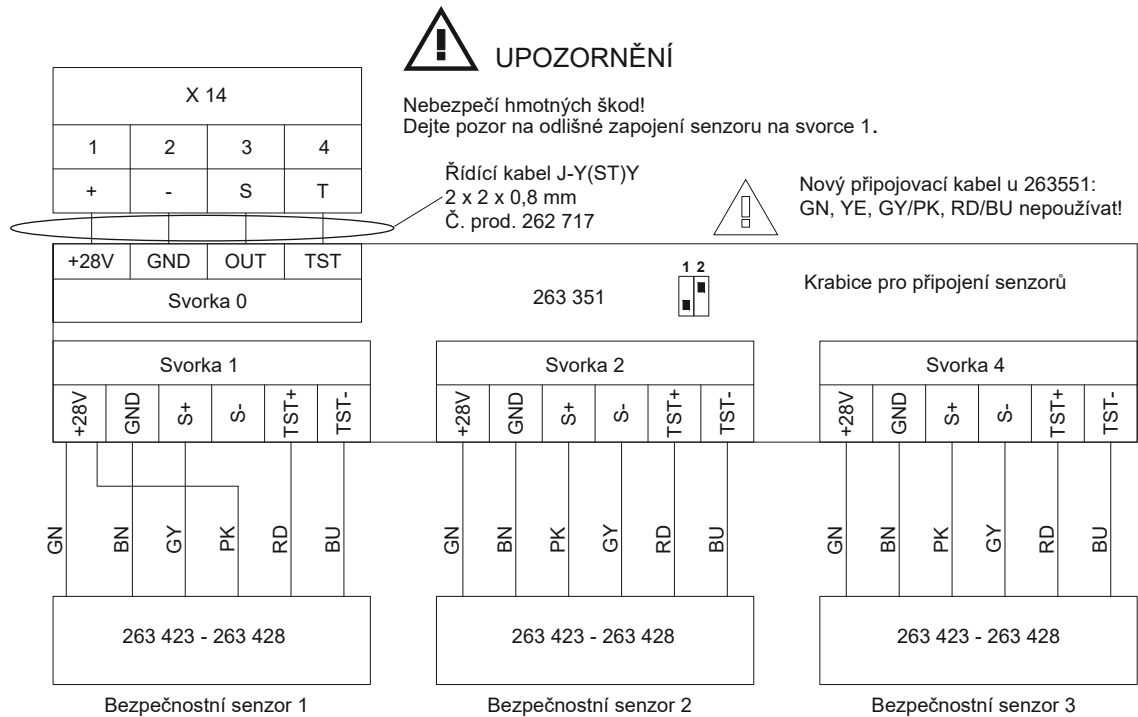 UPOZORNĚNÍ
Nebezpečí hmotných škod!
Dejte pozor na odlišné zapojení senzoru na svorce 1.
X 14
1 2 3 4
+ - S T
Řídící kabel J-Y(ST)Y
2 x 2 x 0,8 mm
Č. prod. 262 717
Nový připojovací kabel u 263551:
GN, YE, GY/PK, RD/BU nepoužívat!
+28V GND OUT TST
Svorka 0
263 351
1 2
Krabice pro připojení senzorů
Svorka 1
+28V GND S+ S- TST+ TST-
GN BN GY PK RD BU
263 423 - 263 428
Bezpečnostní senzor 1
Svorka 2
+28V GND S+ S- TST+ TST-
GN BN PK GY RD BU
263 423 - 263 428
Bezpečnostní senzor 2
Svorka 4
+28V GND S+ S- TST+ TST-
GN BN PK GY RD BU
263 423 - 263 428
Bezpečnostní senzor 3